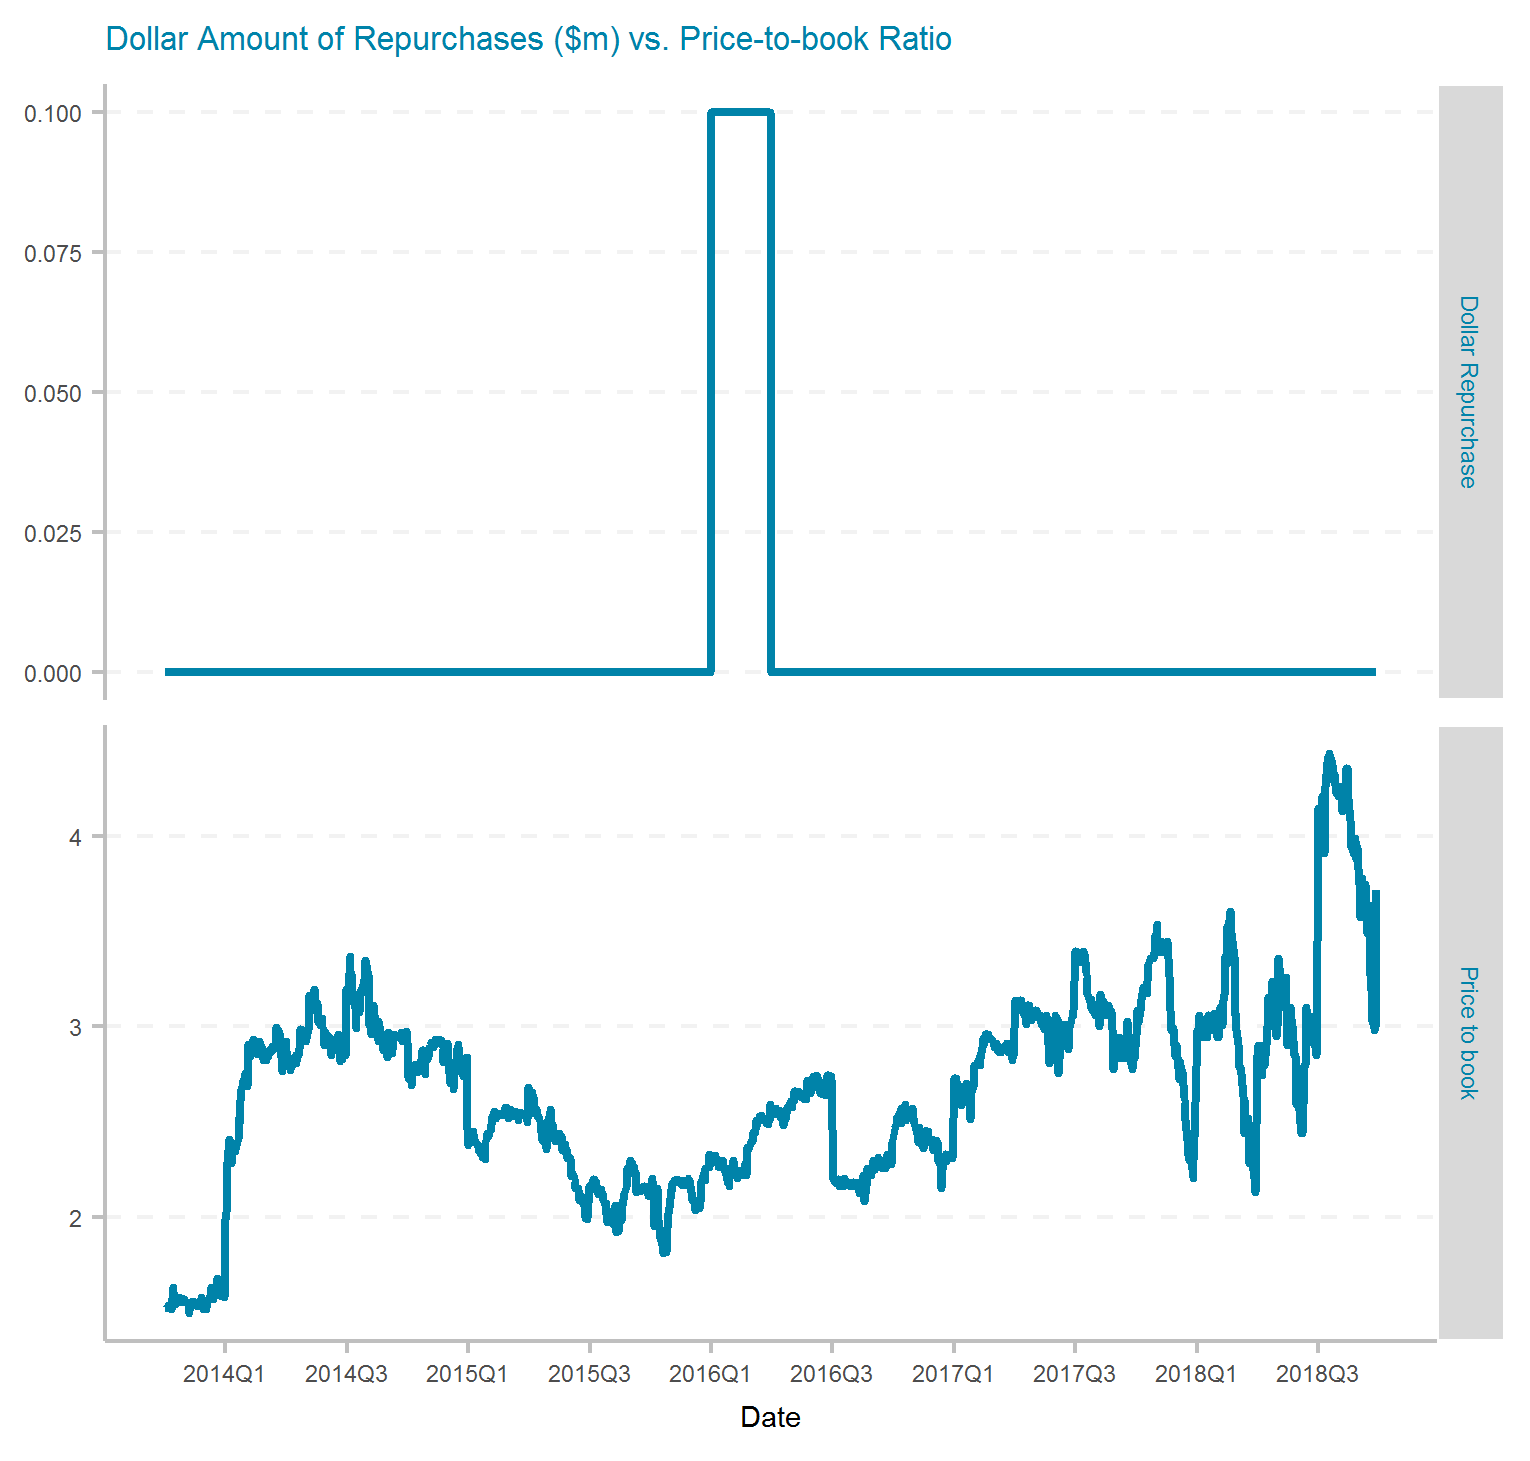 Dollar Amount of Repurchases ($m) vs. Price-to-book Ratio
0.100
0.075
0.050
0.025
0.000
Dollar Repurchase
4
3
2
Price to book
2014Q1 2014Q3 2015Q1 2015Q3 2016Q1 2016Q3 2017Q1 2017Q3 2018Q1 2018Q3
Date